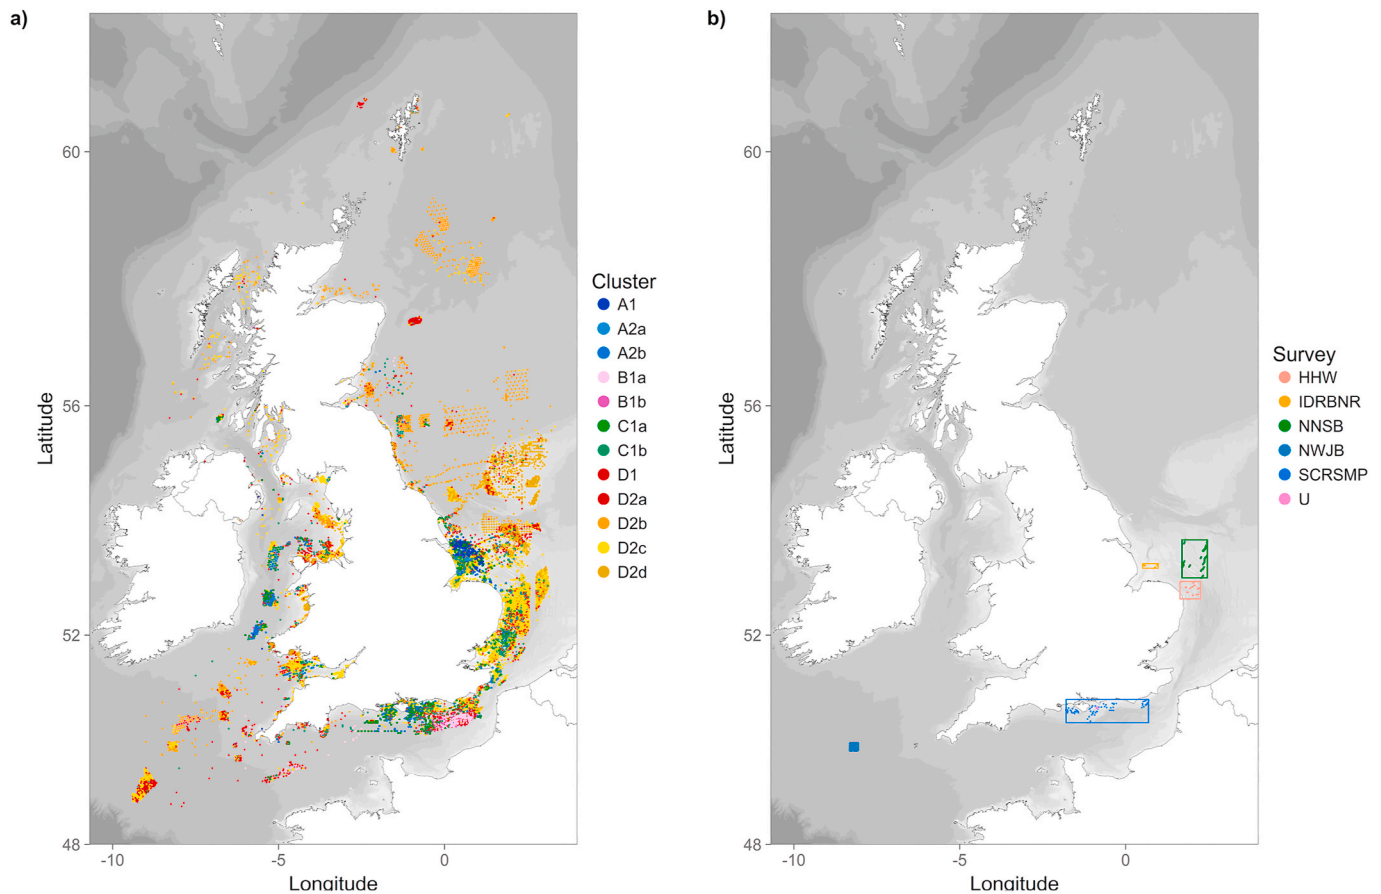 a)
60
56
52
48
-10
-5
0
Latitude
Longitude
Cluster
A1
A2a
A2b
B1a
B1b
C1a
C1b
D1
D2a
D2b
D2c
D2d
b)
60
56
52
48
-10
-5
0
Latitude
Longitude
Survey
HHW
IDRBNR
NNSB
NWJB
SCRSMP
U